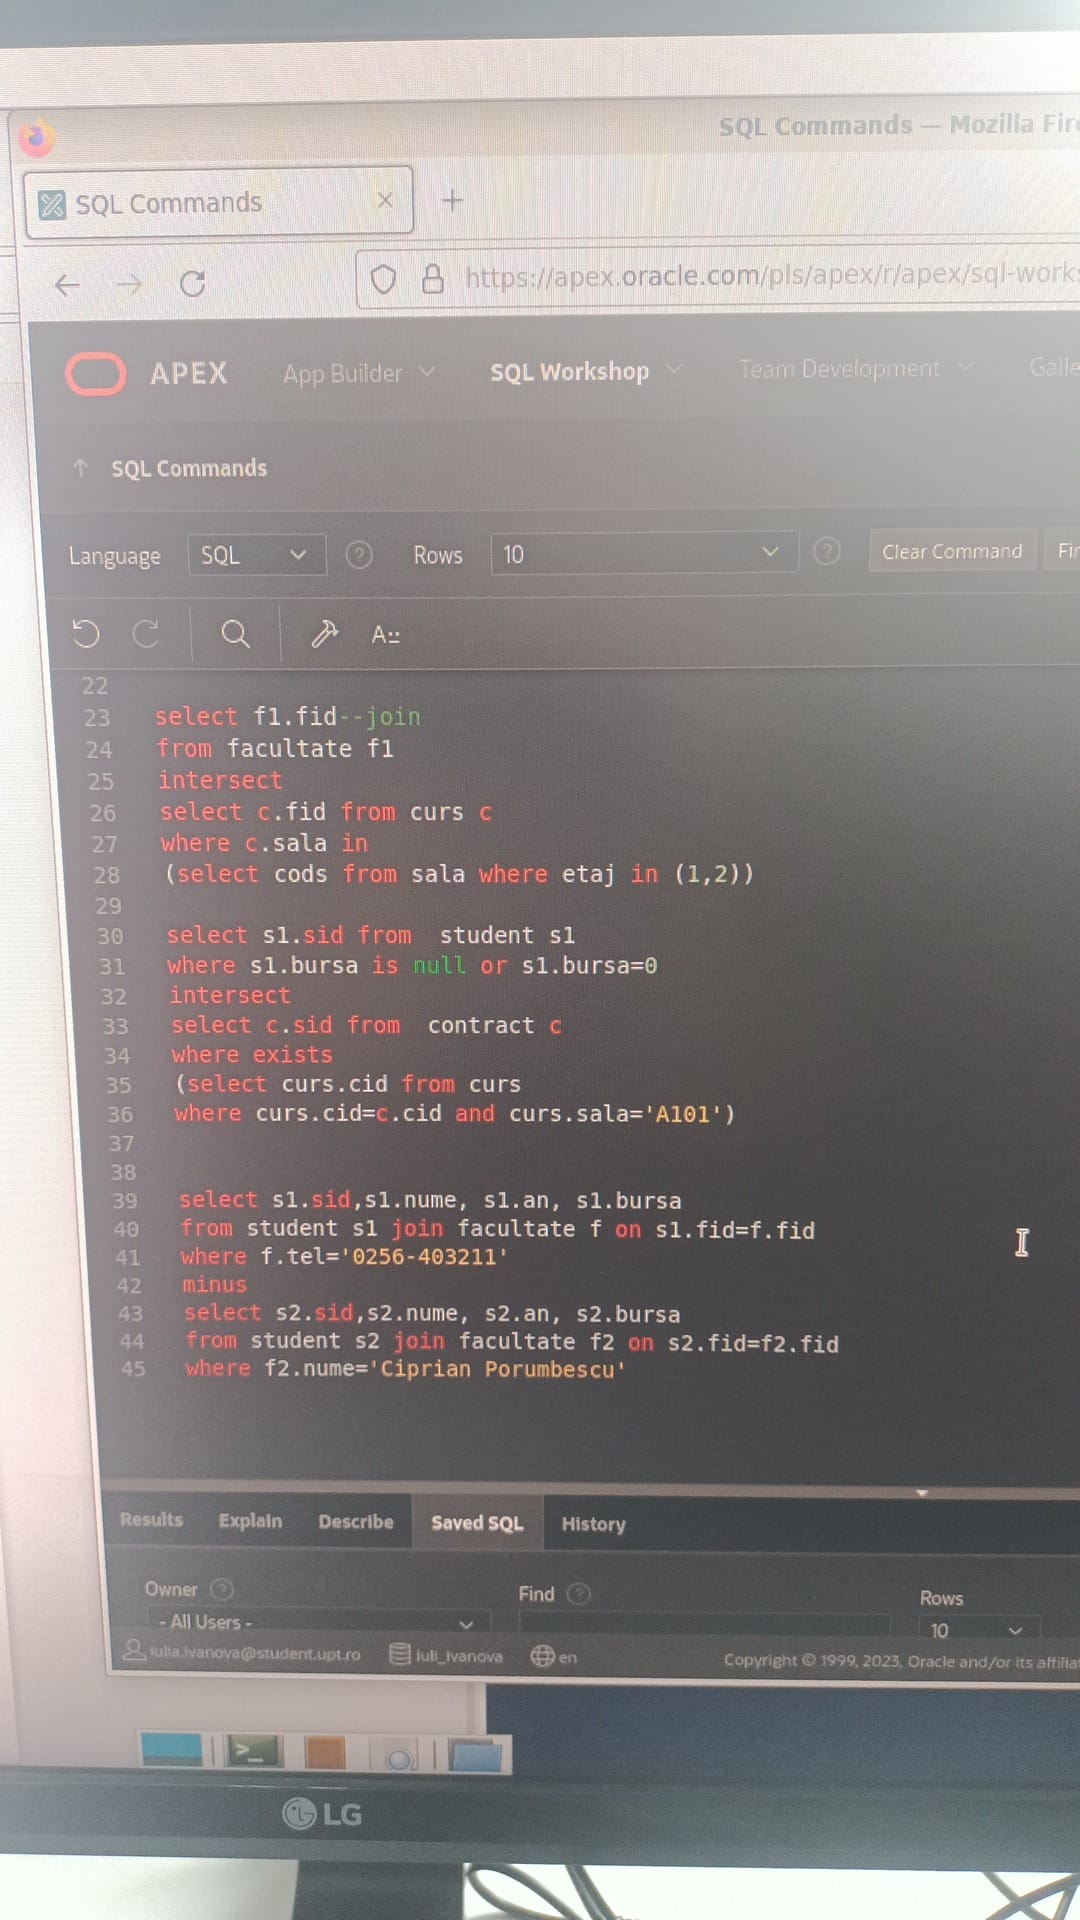 SQL Commands — Mozilla Fire
SQL Commands × +
https://apex.oracle.com/pls/apex/r/apex/sql-works
APEX App Builder SQL Workshop Team Development Galle
↑ SQL Commands
Language SQL ? Rows 10 ? Clear Command Fin
A::
22
23 select f1.fid--join
24 from facultate f1
25 intersect
26 select c.fid from curs c
27 where c.sala in
28 (select cods from sala where etaj in (1,2))
29
30 select s1.sid from  student s1
31 where s1.bursa is null or s1.bursa=0
32 intersect
33 select c.sid from  contract c
34 where exists
35 (select curs.cid from curs
36 where curs.cid=c.cid and curs.sala='A101')
37
38
39 select s1.sid,s1.nume, s1.an, s1.bursa
40 from student s1 join facultate f on s1.fid=f.fid
41 where f.tel='0256-403211'
42 minus
43 select s2.sid,s2.nume, s2.an, s2.bursa
44 from student s2 join facultate f2 on s2.fid=f2.fid
45 where f2.nume='Ciprian Porumbescu'
Results Explain Describe Saved SQL History
Owner ? Find ? Rows
- All Users - 10
iulia.ivanova@student.upt.ro iuli_ivanova en Copyright © 1999, 2023, Oracle and/or its affiliat
LG